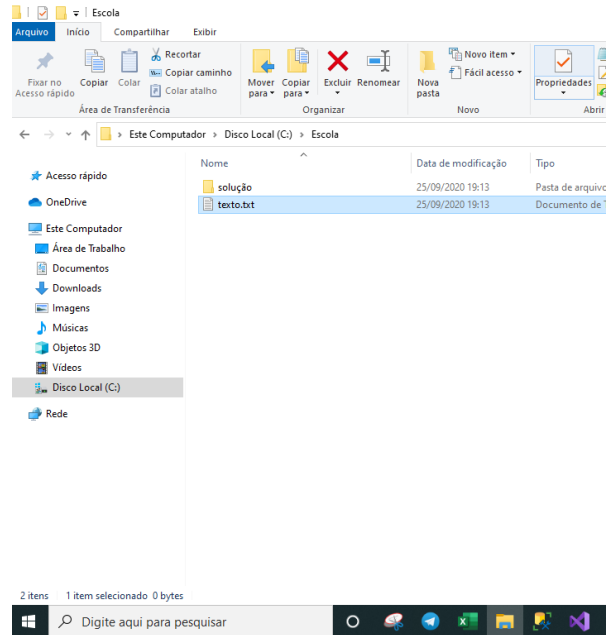 Escola
Arquivo Início Compartilhar Exibir
Fixar no Acesso rápido
Copiar
Colar
Recortar
Copiar caminho
Colar atalho
Mover para
Copiar para
Excluir
Renomear
Nova pasta
Novo item
Fácil acesso
Propriedades
Área de Transferência Organizar Novo Abrir
Este Computador > Disco Local (C:) > Escola
Nome Data de modificação Tipo
solução 25/09/2020 19:13 Pasta de arquivo
texto.txt 25/09/2020 19:13 Documento de
Acesso rápido
OneDrive
Este Computador
Área de Trabalho
Documentos
Downloads
Imagens
Músicas
Objetos 3D
Vídeos
Disco Local (C:)
Rede
2 itens 1 item selecionado 0 bytes
Digite aqui para pesquisar